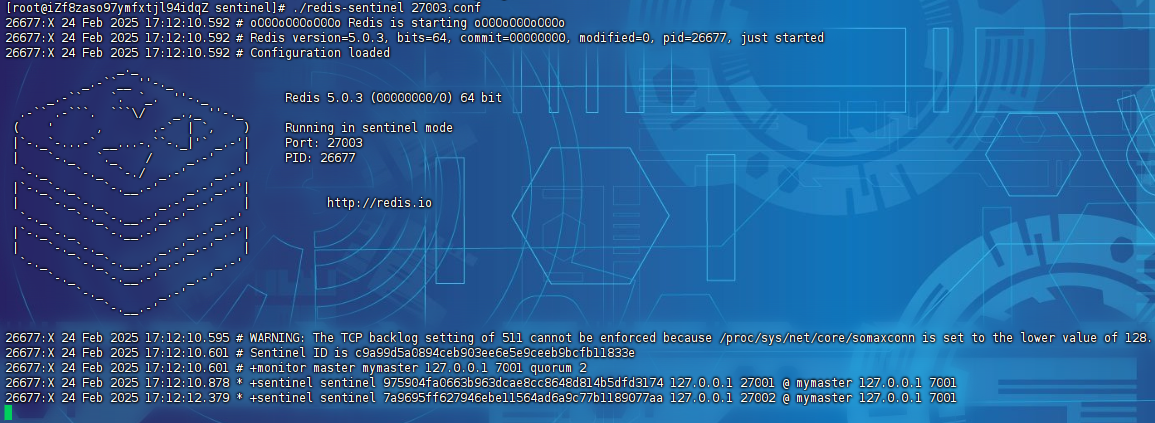 [root@iZf8zaso97ymfxtjl94idqZ sentinel]# ./redis-sentinel 27003.conf
26677:X 24 Feb 2025 17:12:10.592 # oO0OoO0OoO0Oo Redis is starting oO0OoO0OoO0Oo
26677:X 24 Feb 2025 17:12:10.592 # Redis version=5.0.3, bits=64, commit=00000000, modified=0, pid=26677, just started
26677:X 24 Feb 2025 17:12:10.592 # Configuration loaded
Redis 5.0.3 (00000000/0) 64 bit
Running in sentinel mode
Port: 27003
PID: 26677
http://redis.io
26677:X 24 Feb 2025 17:12:10.595 # WARNING: The TCP backlog setting of 511 cannot be enforced because /proc/sys/net/core/somaxconn is set to the lower value of 128.
26677:X 24 Feb 2025 17:12:10.601 # Sentinel ID is c9a99d5a0894ceb903ee6e5e9ceeb9bcfb11833e
26677:X 24 Feb 2025 17:12:10.601 # +monitor master mymaster 127.0.0.1 7001 quorum 2
26677:X 24 Feb 2025 17:12:10.878 * +sentinel sentinel 975904fa0663b963dcae8cc8648d814b5dfd3174 127.0.0.1 27001 @ mymaster 127.0.0.1 7001
26677:X 24 Feb 2025 17:12:12.379 * +sentinel sentinel 7a9695ff627946ebe11564ad6a9c77b1189077aa 127.0.0.1 27002 @ mymaster 127.0.0.1 7001